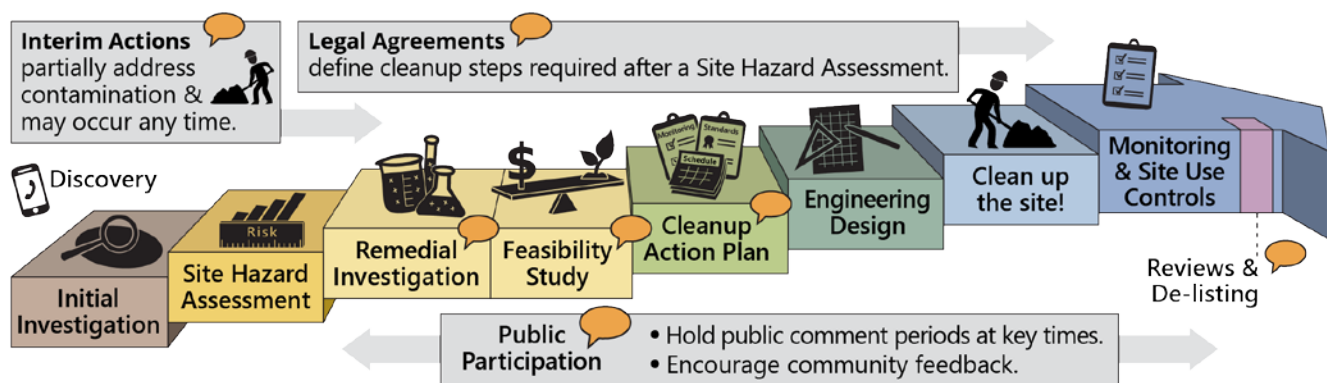 Interim Actions
partially address
contamination &
may occur any time.
Legal Agreements
define cleanup steps required after a Site Hazard Assessment.
Discovery
Initial
Investigation
Risk
Site Hazard
Assessment
Remedial
Investigation
$
Feasibility
Study
Monitoring
Standards
Schedule
Cleanup
Action Plan
Engineering
Design
Clean up
the site!
Monitoring
& Site Use
Controls
Reviews &
De-listing
Public
Participation
• Hold public comment periods at key times.
• Encourage community feedback.